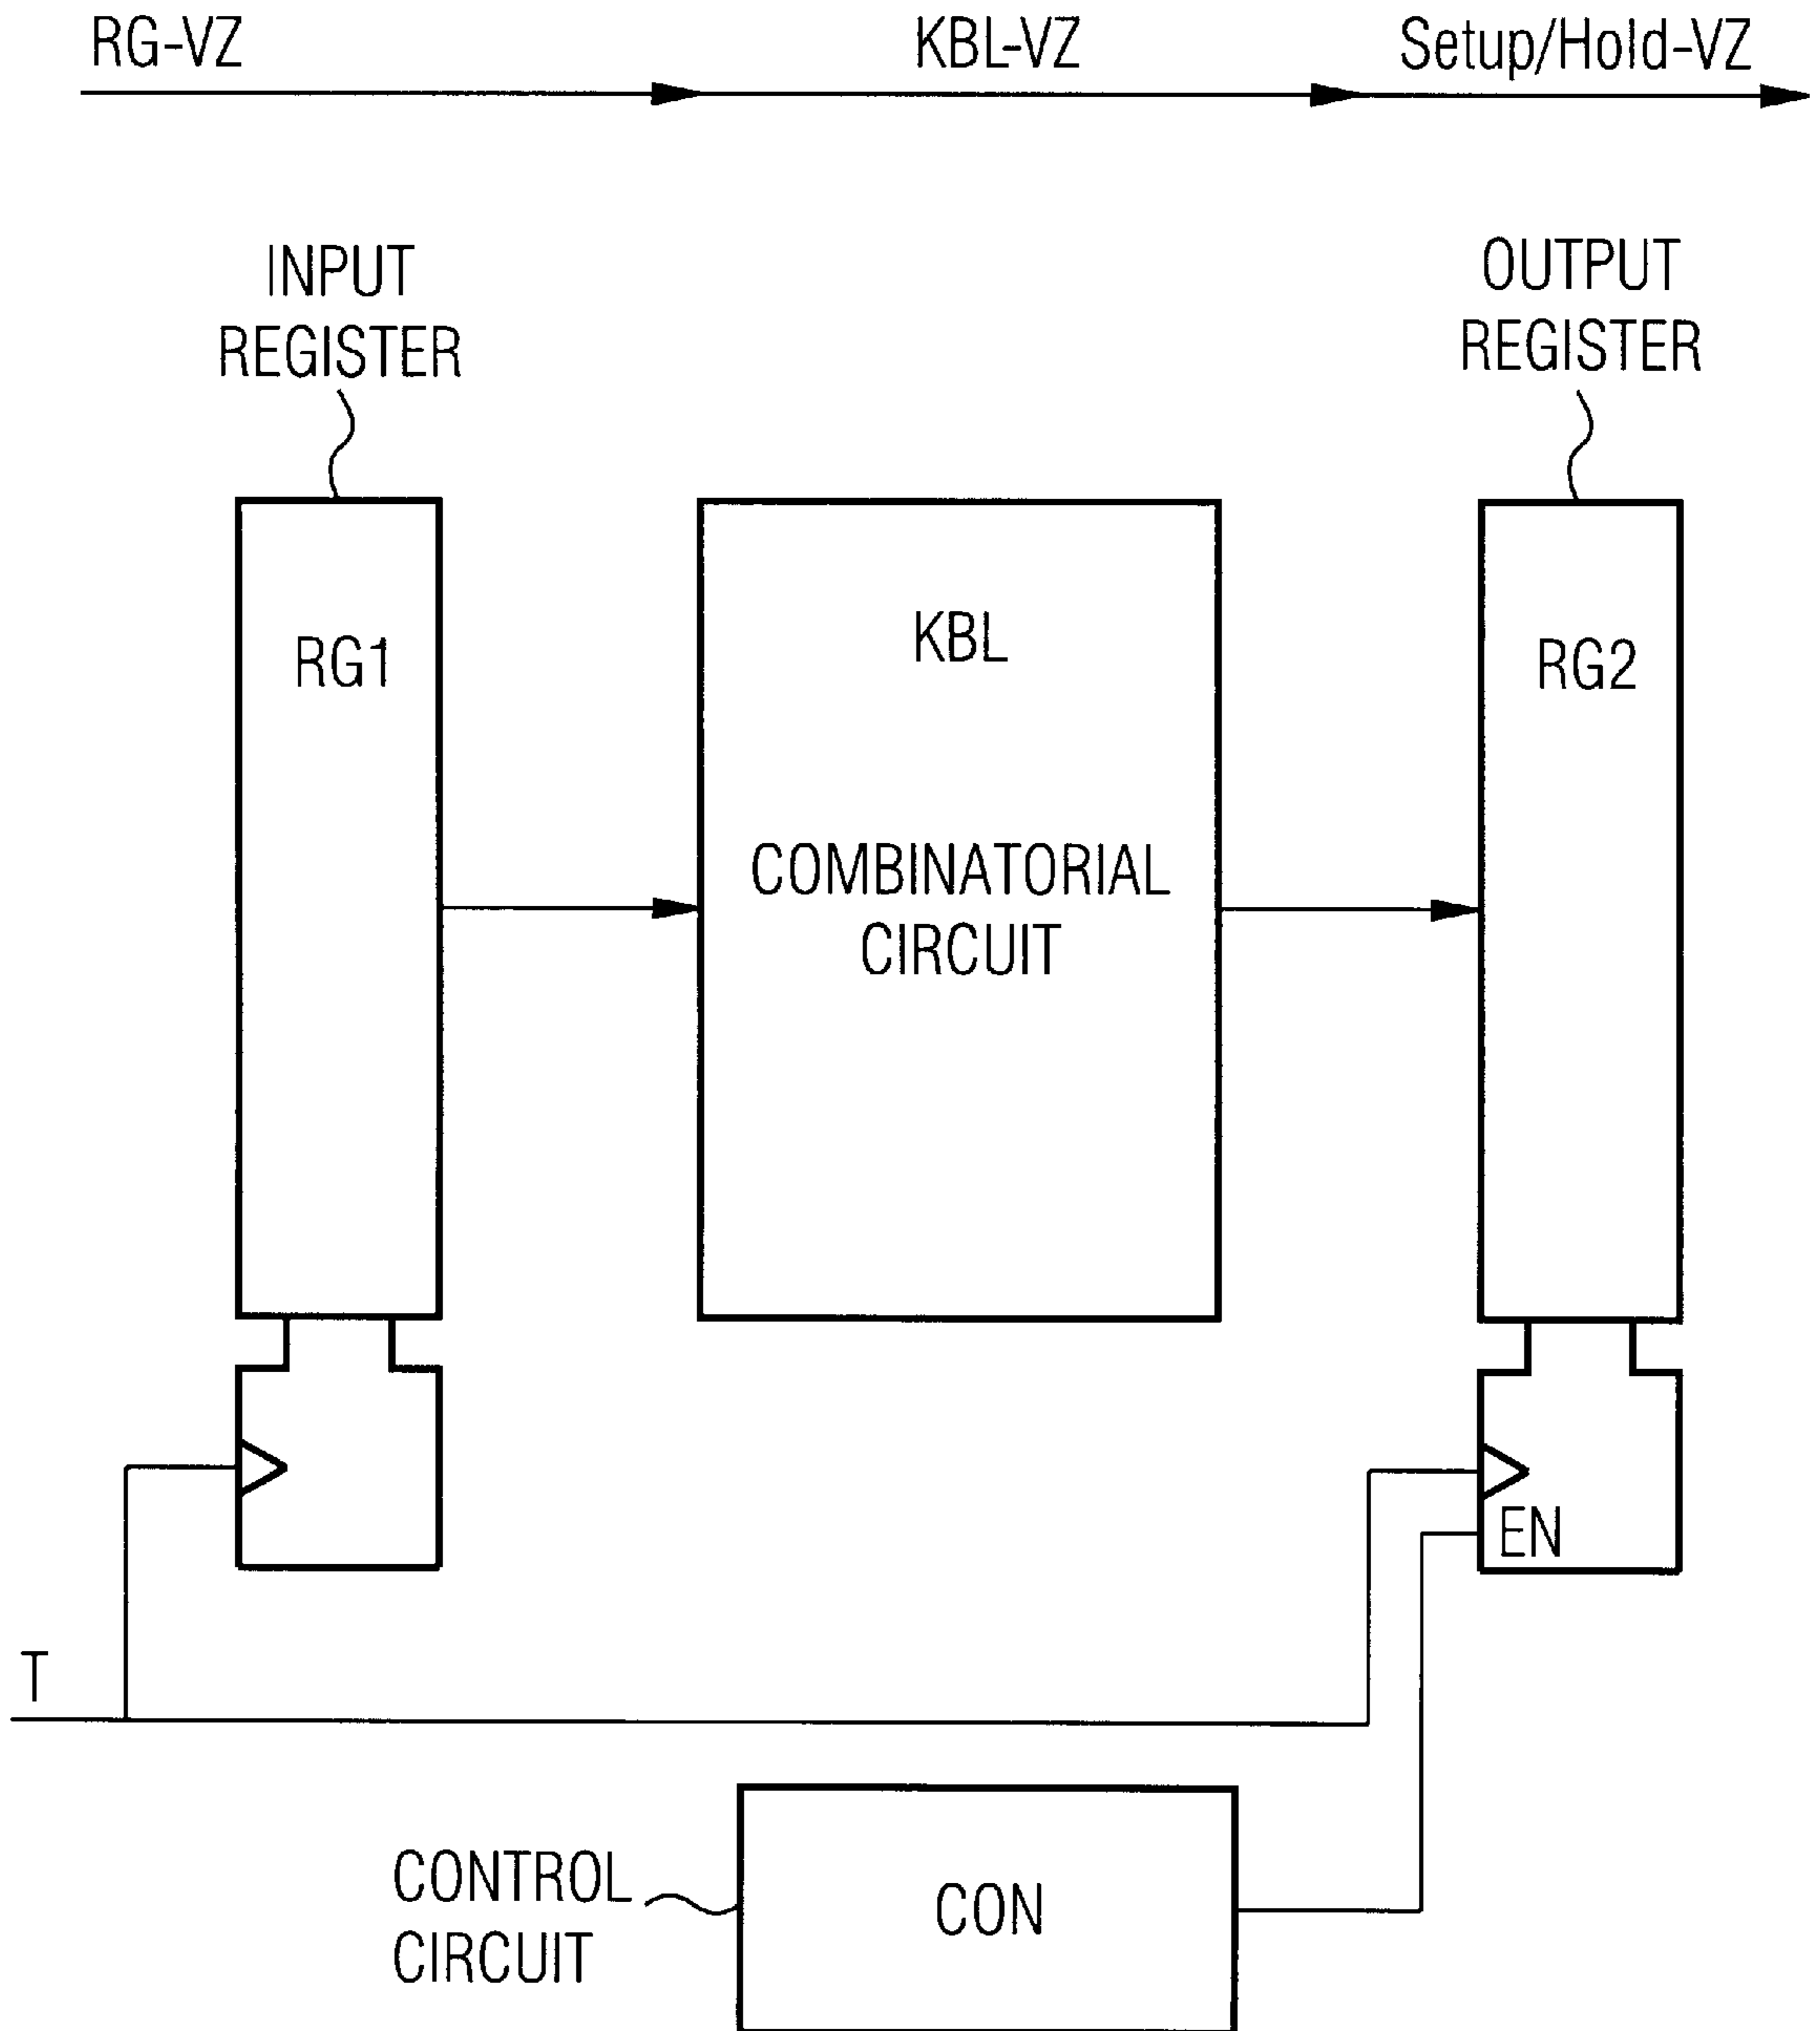 RG-VZ KBL-VZ Setup/Hold-VZ
INPUT
REGISTER
OUTPUT
REGISTER
RG1
KBL
RG2
COMBINATORIAL
CIRCUIT
EN
T
CONTROL
CIRCUIT
CON